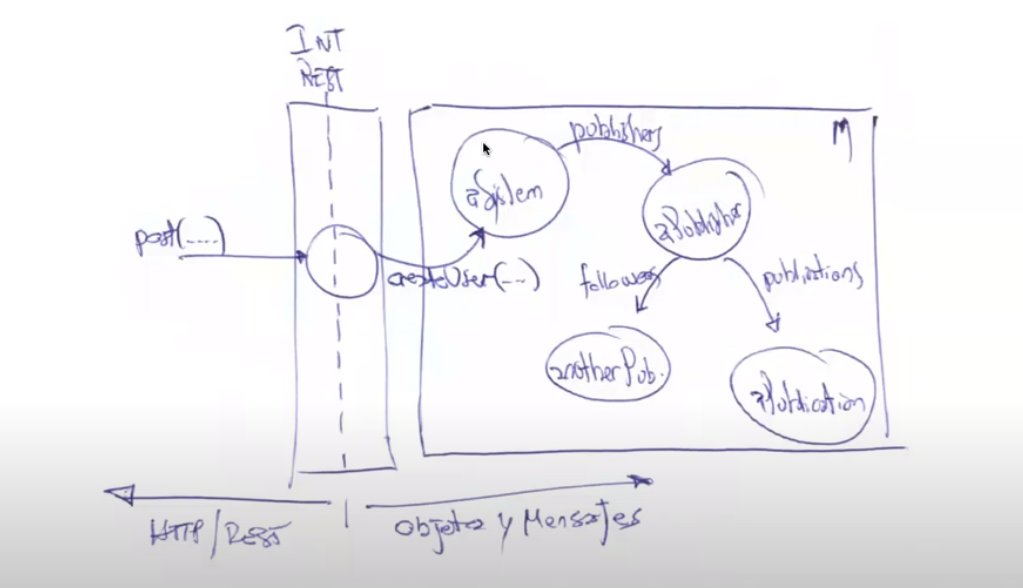 INT
REST
publishers
M
aSystem
aPublisher
post(....)
createUser(...)
followers
publications
anotherPub.
aPublication
HTTP/REST
Objetos y Mensajes